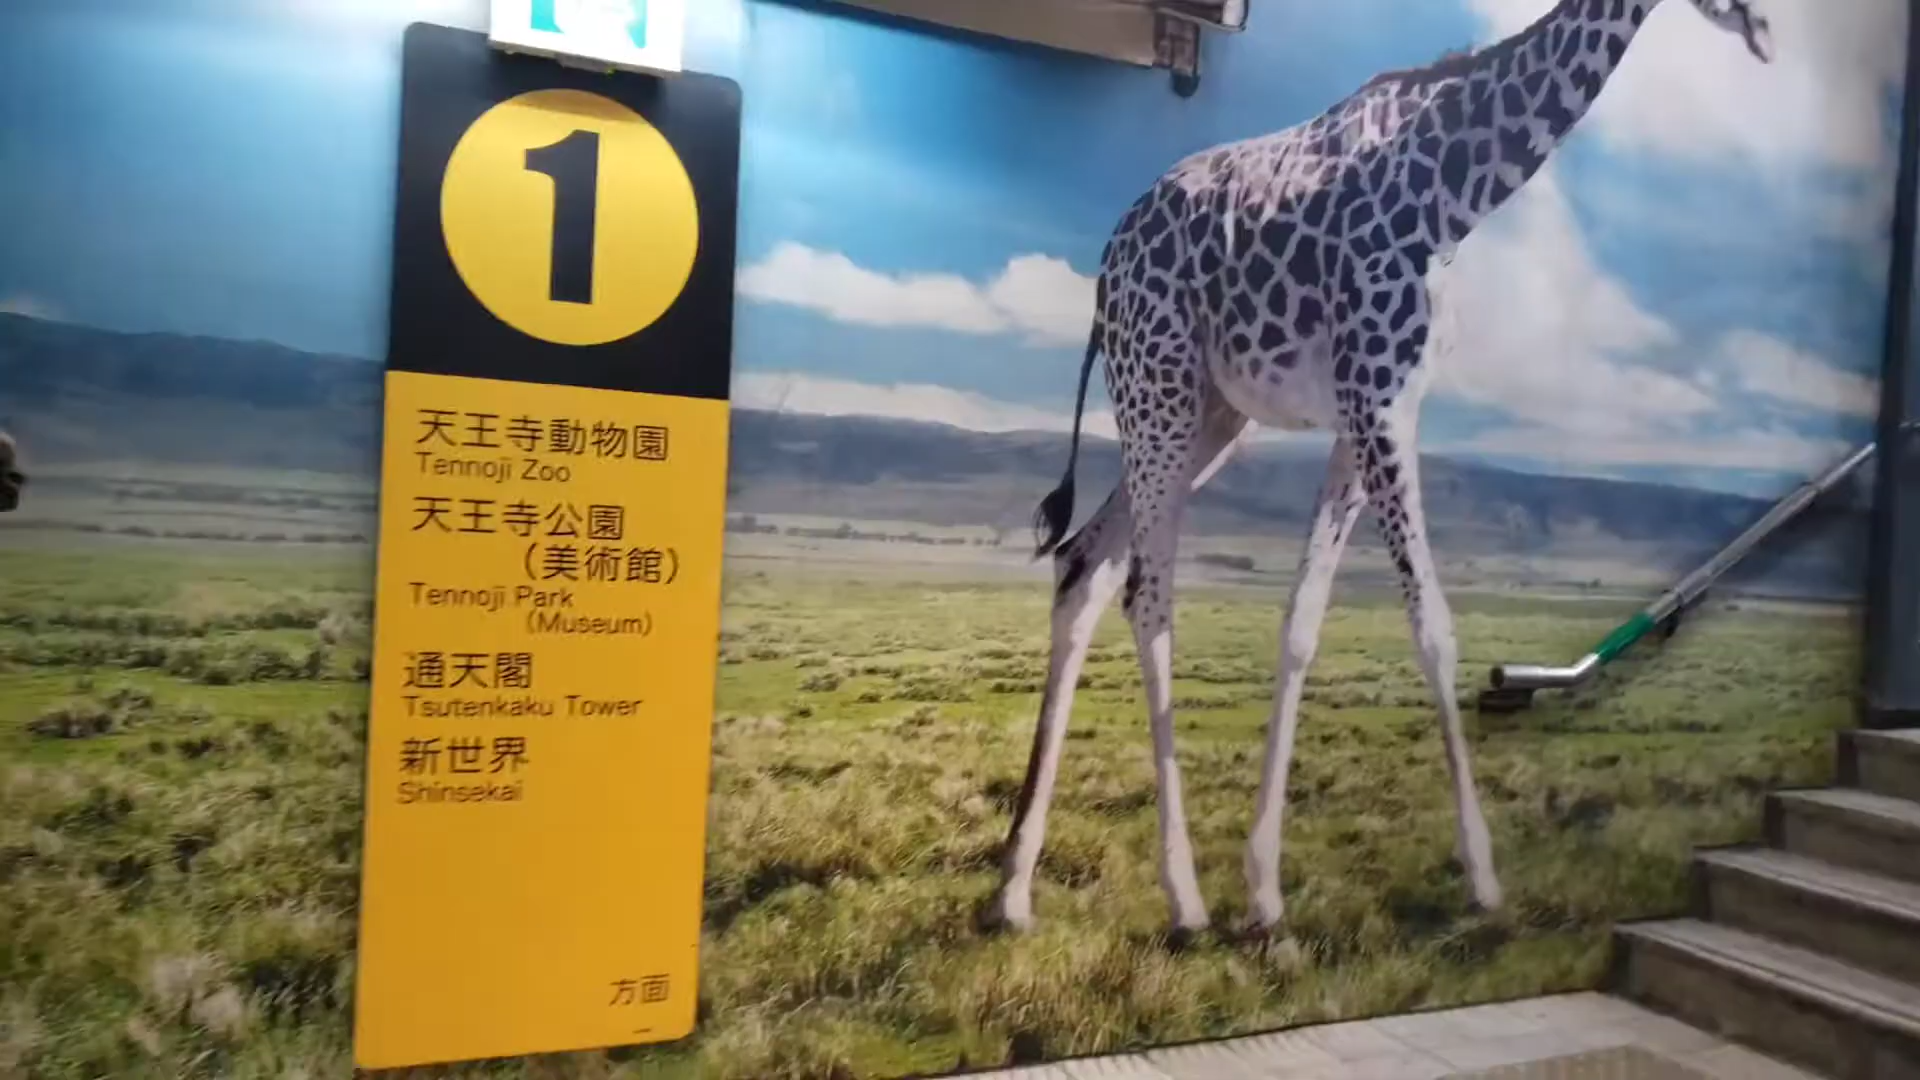 1
天王寺動物園
Tennoji Zoo
天王寺公園
（美術館）
Tennoji Park
(Museum)
通天閣
Tsutenkaku Tower
新世界
Shinsekai
方面